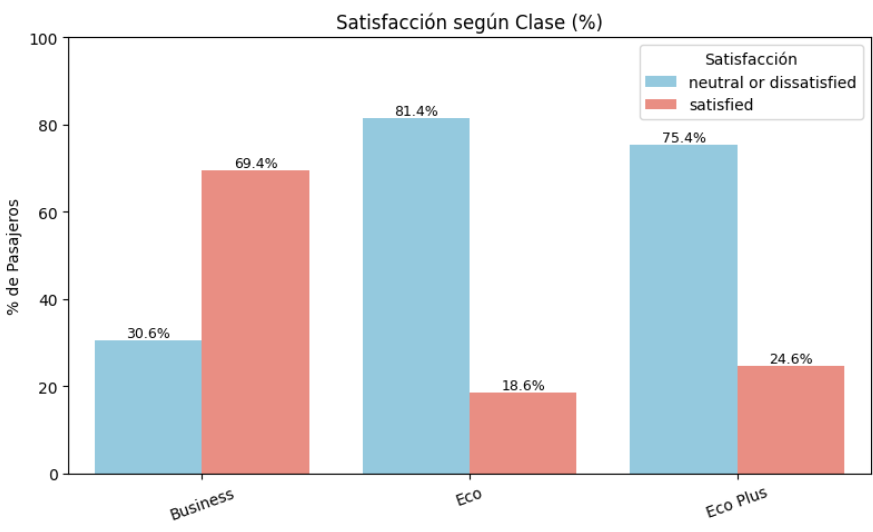 Satisfacción según Clase (%)
% de Pasajeros
100
80
60
40
20
0
Satisfacción
neutral or dissatisfied
satisfied
30.6%
69.4%
81.4%
18.6%
75.4%
24.6%
Business
Eco
Eco Plus